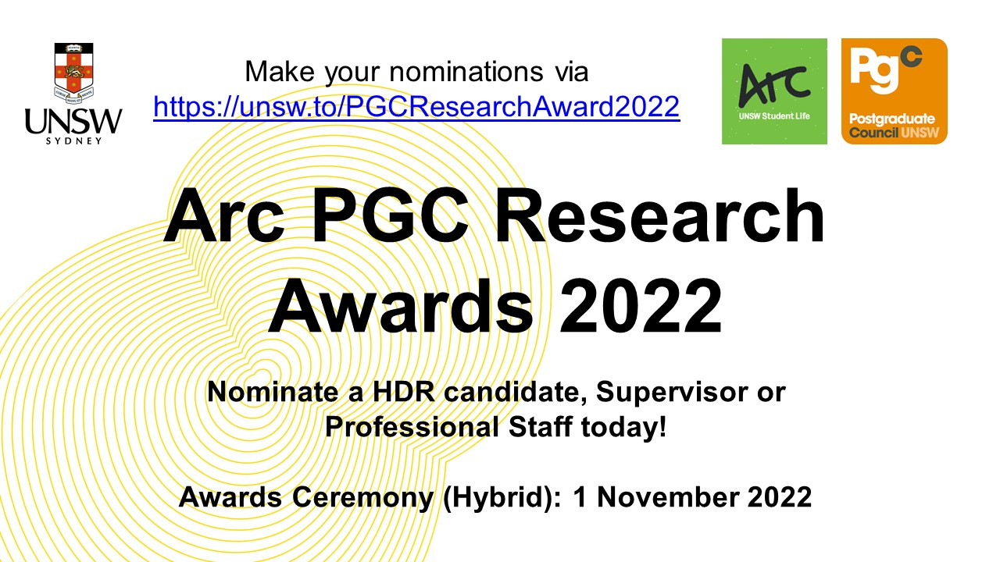 UNSW
SYDNEY
Make your nominations via
https://unsw.to/PGCResearchAward2022
Arc
UNSW Student Life
PgC
Postgraduate
Council UNSW
Arc PGC Research
Awards 2022
Nominate a HDR candidate, Supervisor or
Professional Staff today!
Awards Ceremony (Hybrid): 1 November 2022